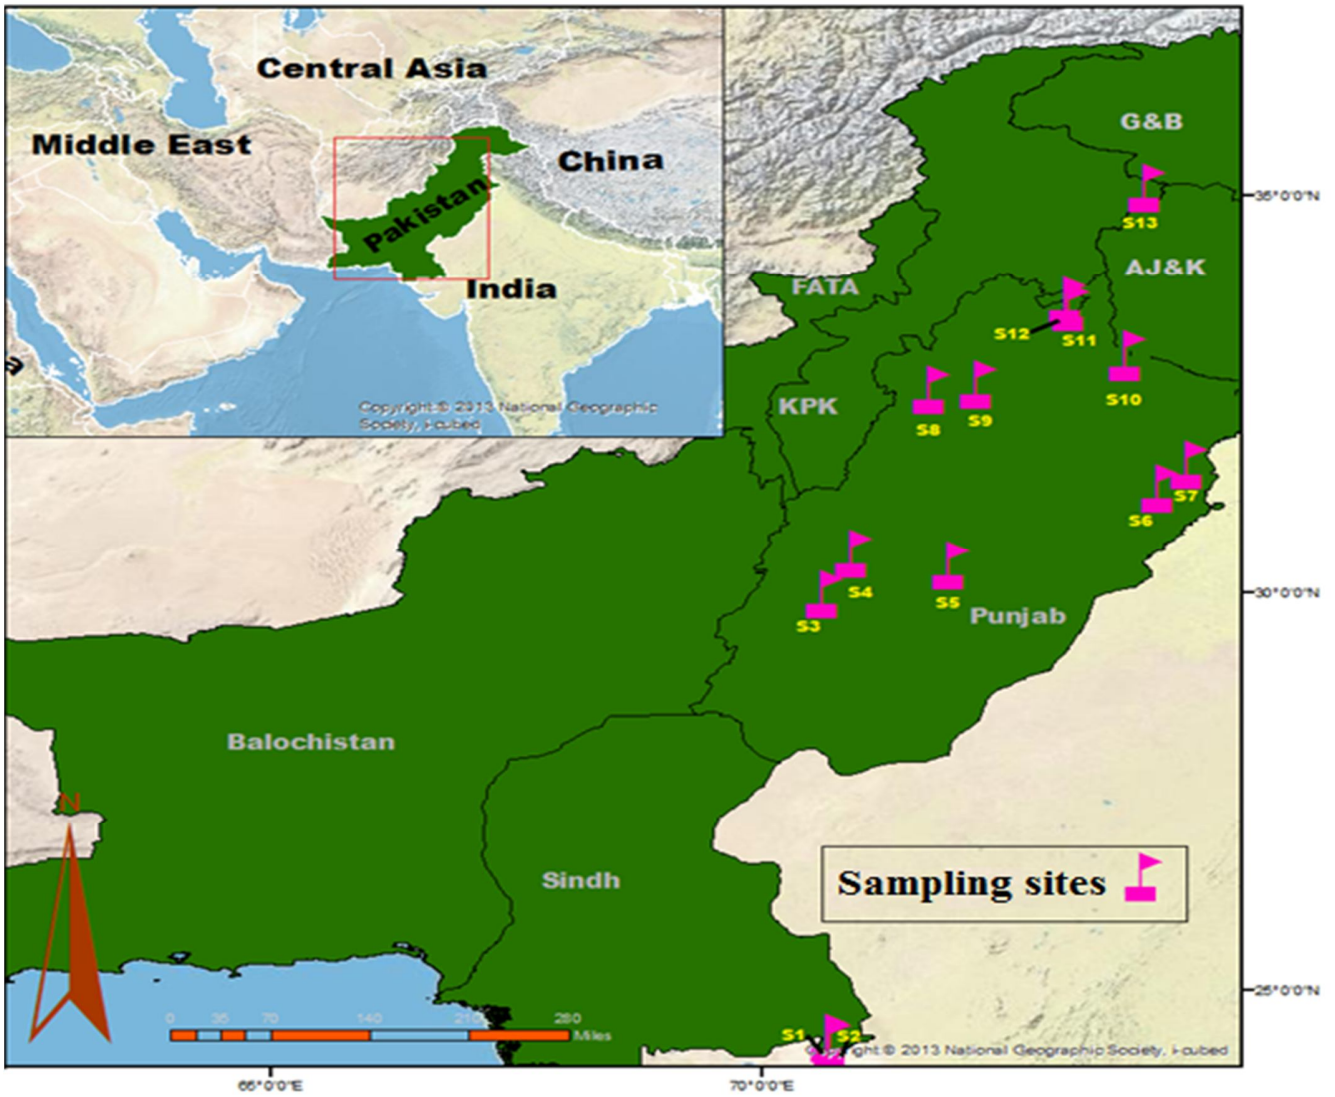 Central Asia
Middle East
China
Pakistan
India
Copyright:© 2013 National Geographic
Society, i-cubed
G&B
35°0'0"N
S13
AJ&K
FATA
S12
S11
KPK
S10
S8
S9
S7
S6
S4
30°0'0"N
S5
Punjab
S3
Balochistan
N
Sindh
Sampling sites
25°0'0"N
0 35 70 140 210 280
Miles
S1
S2
ght:© 2013 National Geographic Society, i-cubed
65°0'0"E
70°0'0"E